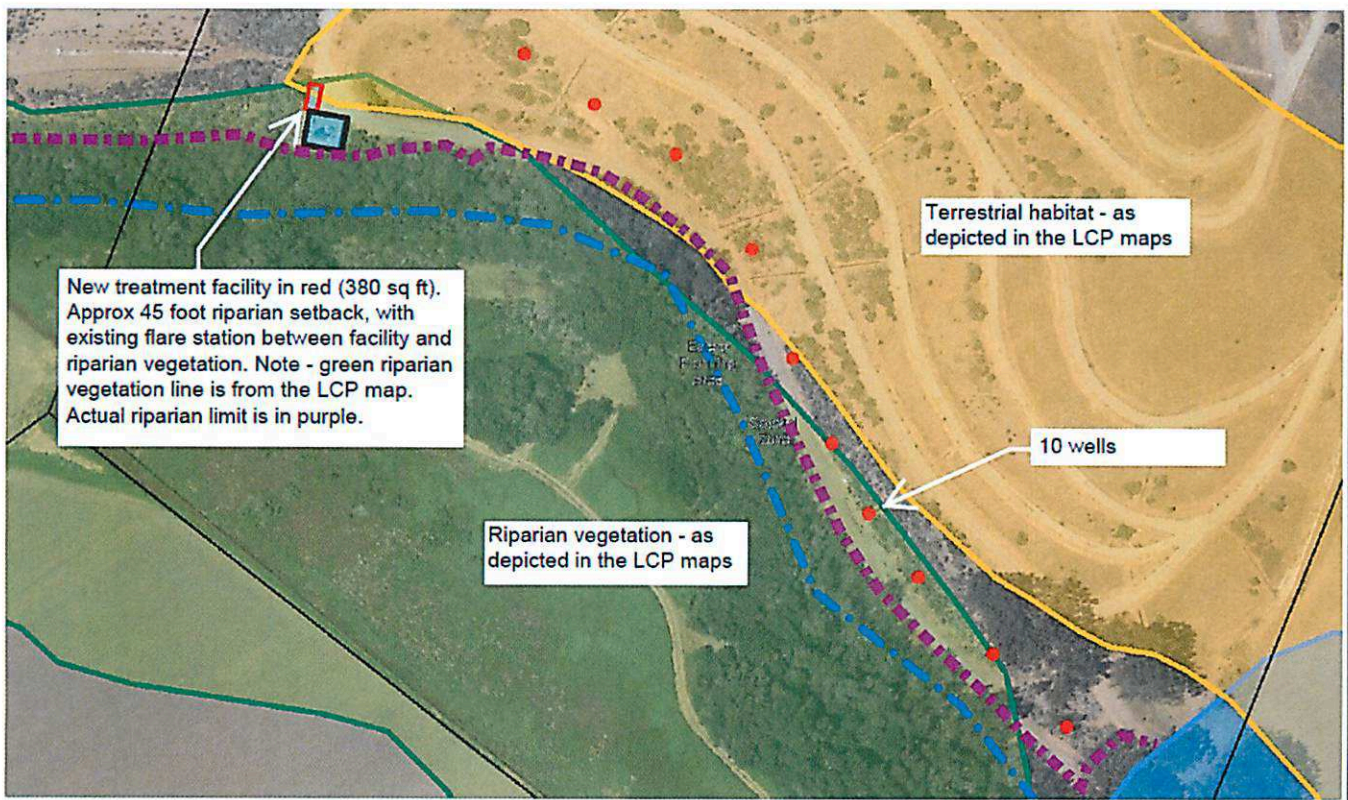 Terrestrial habitat - as
depicted in the LCP maps
New treatment facility in red (380 sq ft).
Approx 45 foot riparian setback, with
existing flare station between facility and
riparian vegetation. Note - green riparian
vegetation line is from the LCP map.
Actual riparian limit is in purple.
10 wells
Riparian vegetation - as
depicted in the LCP maps